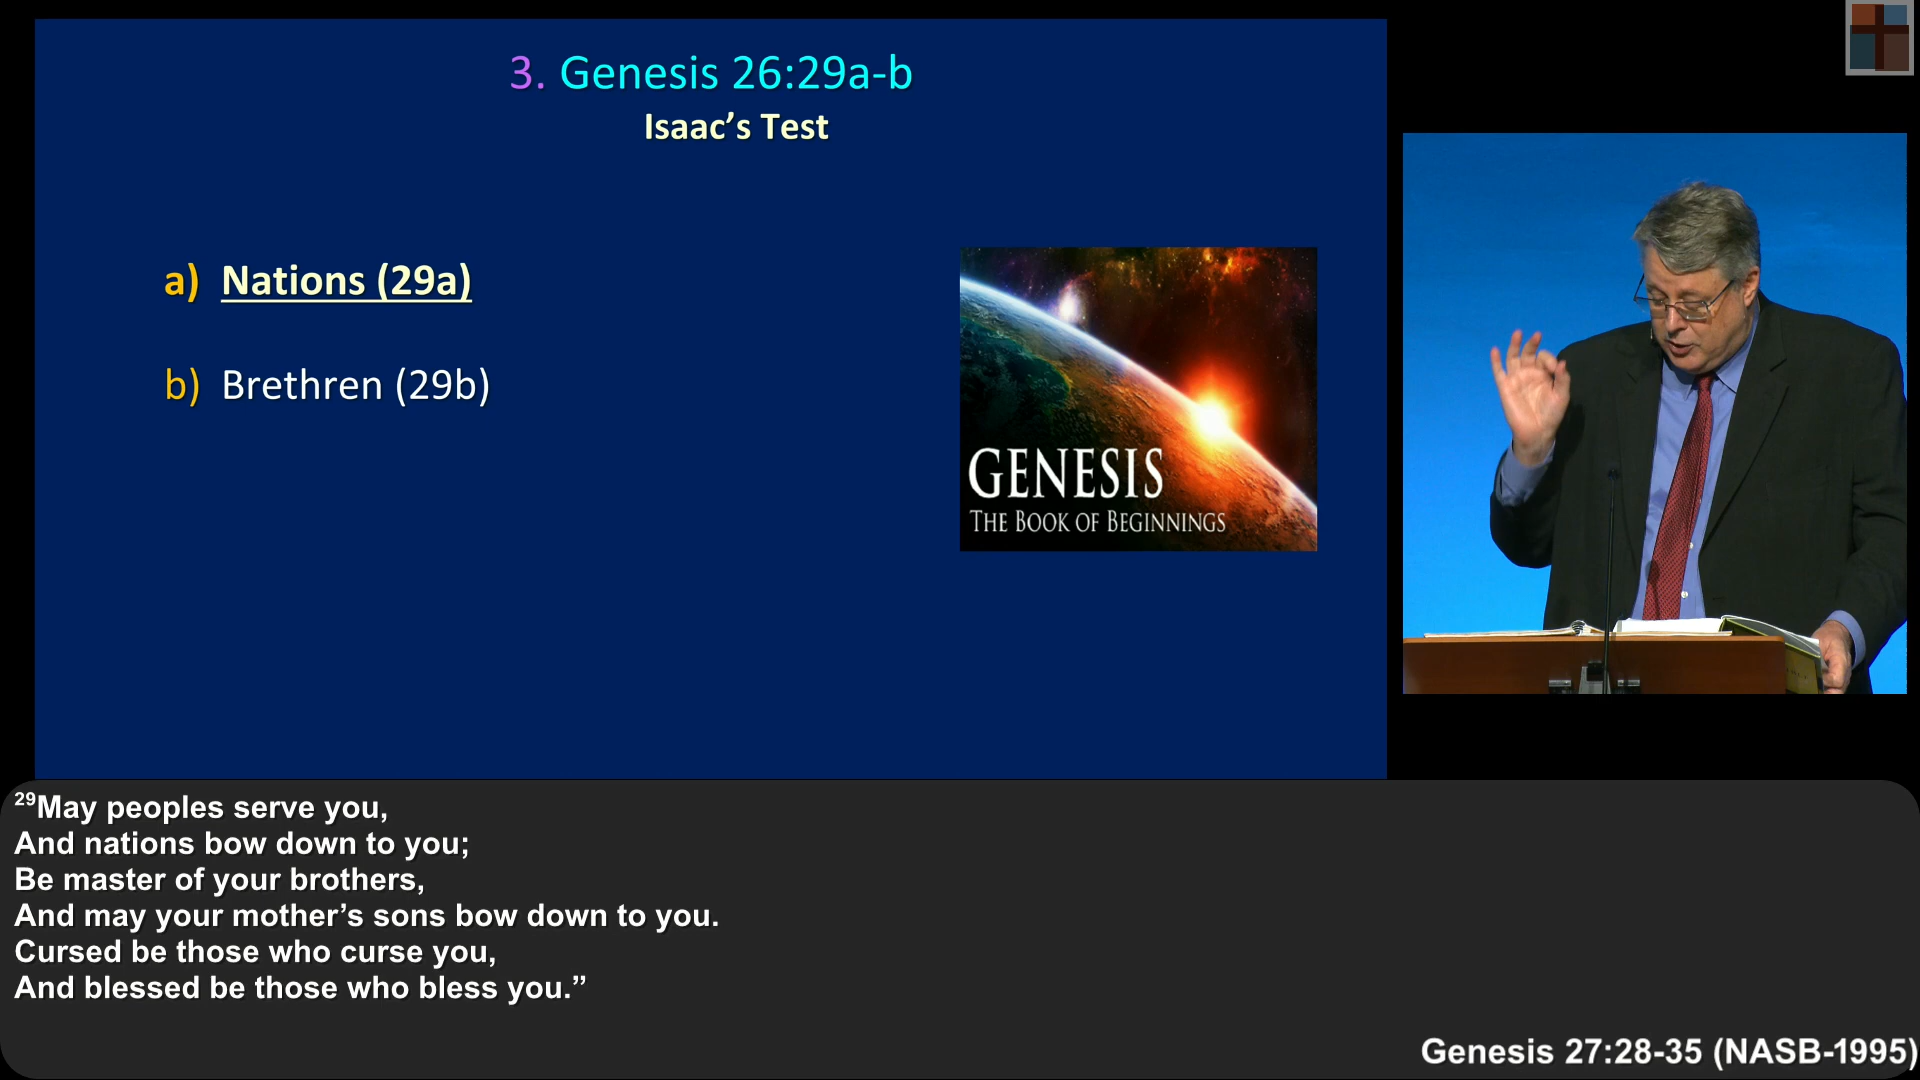 3. Genesis 26:29a-b
Isaac’s Test
a) Nations (29a)
b) Brethren (29b)
GENESIS
THE BOOK OF BEGINNINGS
29May peoples serve you,
And nations bow down to you;
Be master of your brothers,
And may your mother’s sons bow down to you.
Cursed be those who curse you,
And blessed be those who bless you.”
Genesis 27:28-35 (NASB-1995)